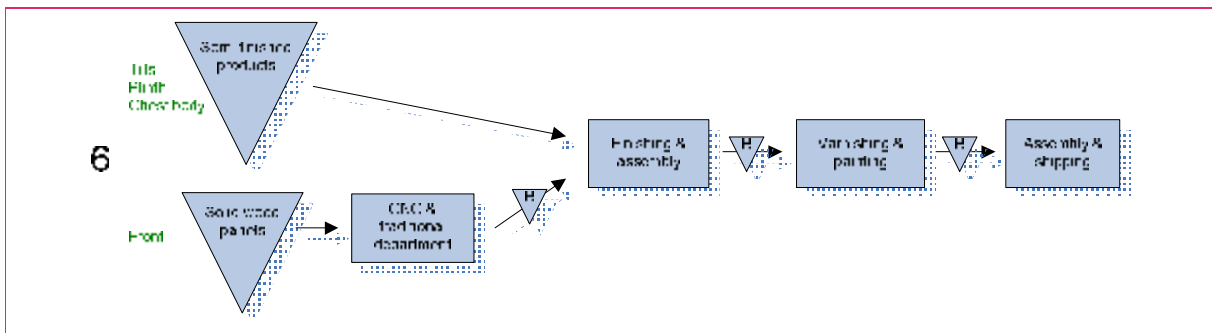 Semi-finished
products
Plinth
Chest body
6
Finishing &
assembly
Varnishing &
painting
Assembly &
shipping
Solid wood
panels
CNC &
traditional
department
Front